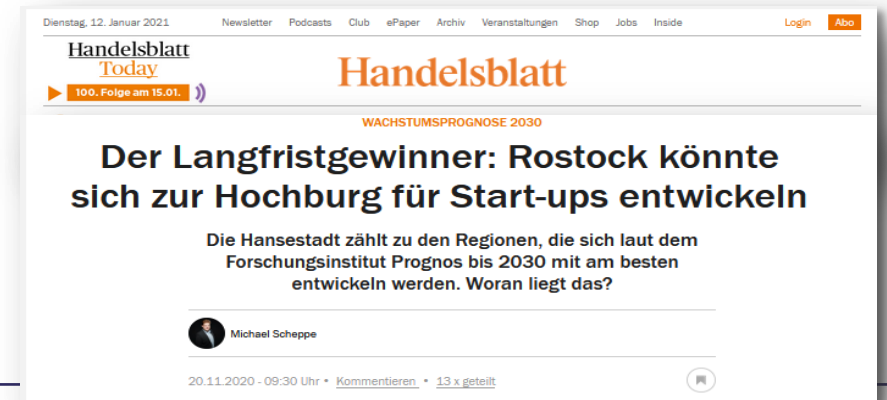 Dienstag, 12. Januar 2021 Newsletter Podcasts Club ePaper Archiv Veranstaltungen Shop Jobs Inside Login Abo
Handelsblatt
Today
100. Folge am 15.01.
Handelsblatt
WACHSTUMSPROGNOSE 2030
Der Langfristgewinner: Rostock könnte
sich zur Hochburg für Start-ups entwickeln
Die Hansestadt zählt zu den Regionen, die sich laut dem
Forschungsinstitut Prognos bis 2030 mit am besten
entwickeln werden. Woran liegt das?
Michael Scheppe
20.11.2020 - 09:30 Uhr • Kommentieren • 13 x geteilt